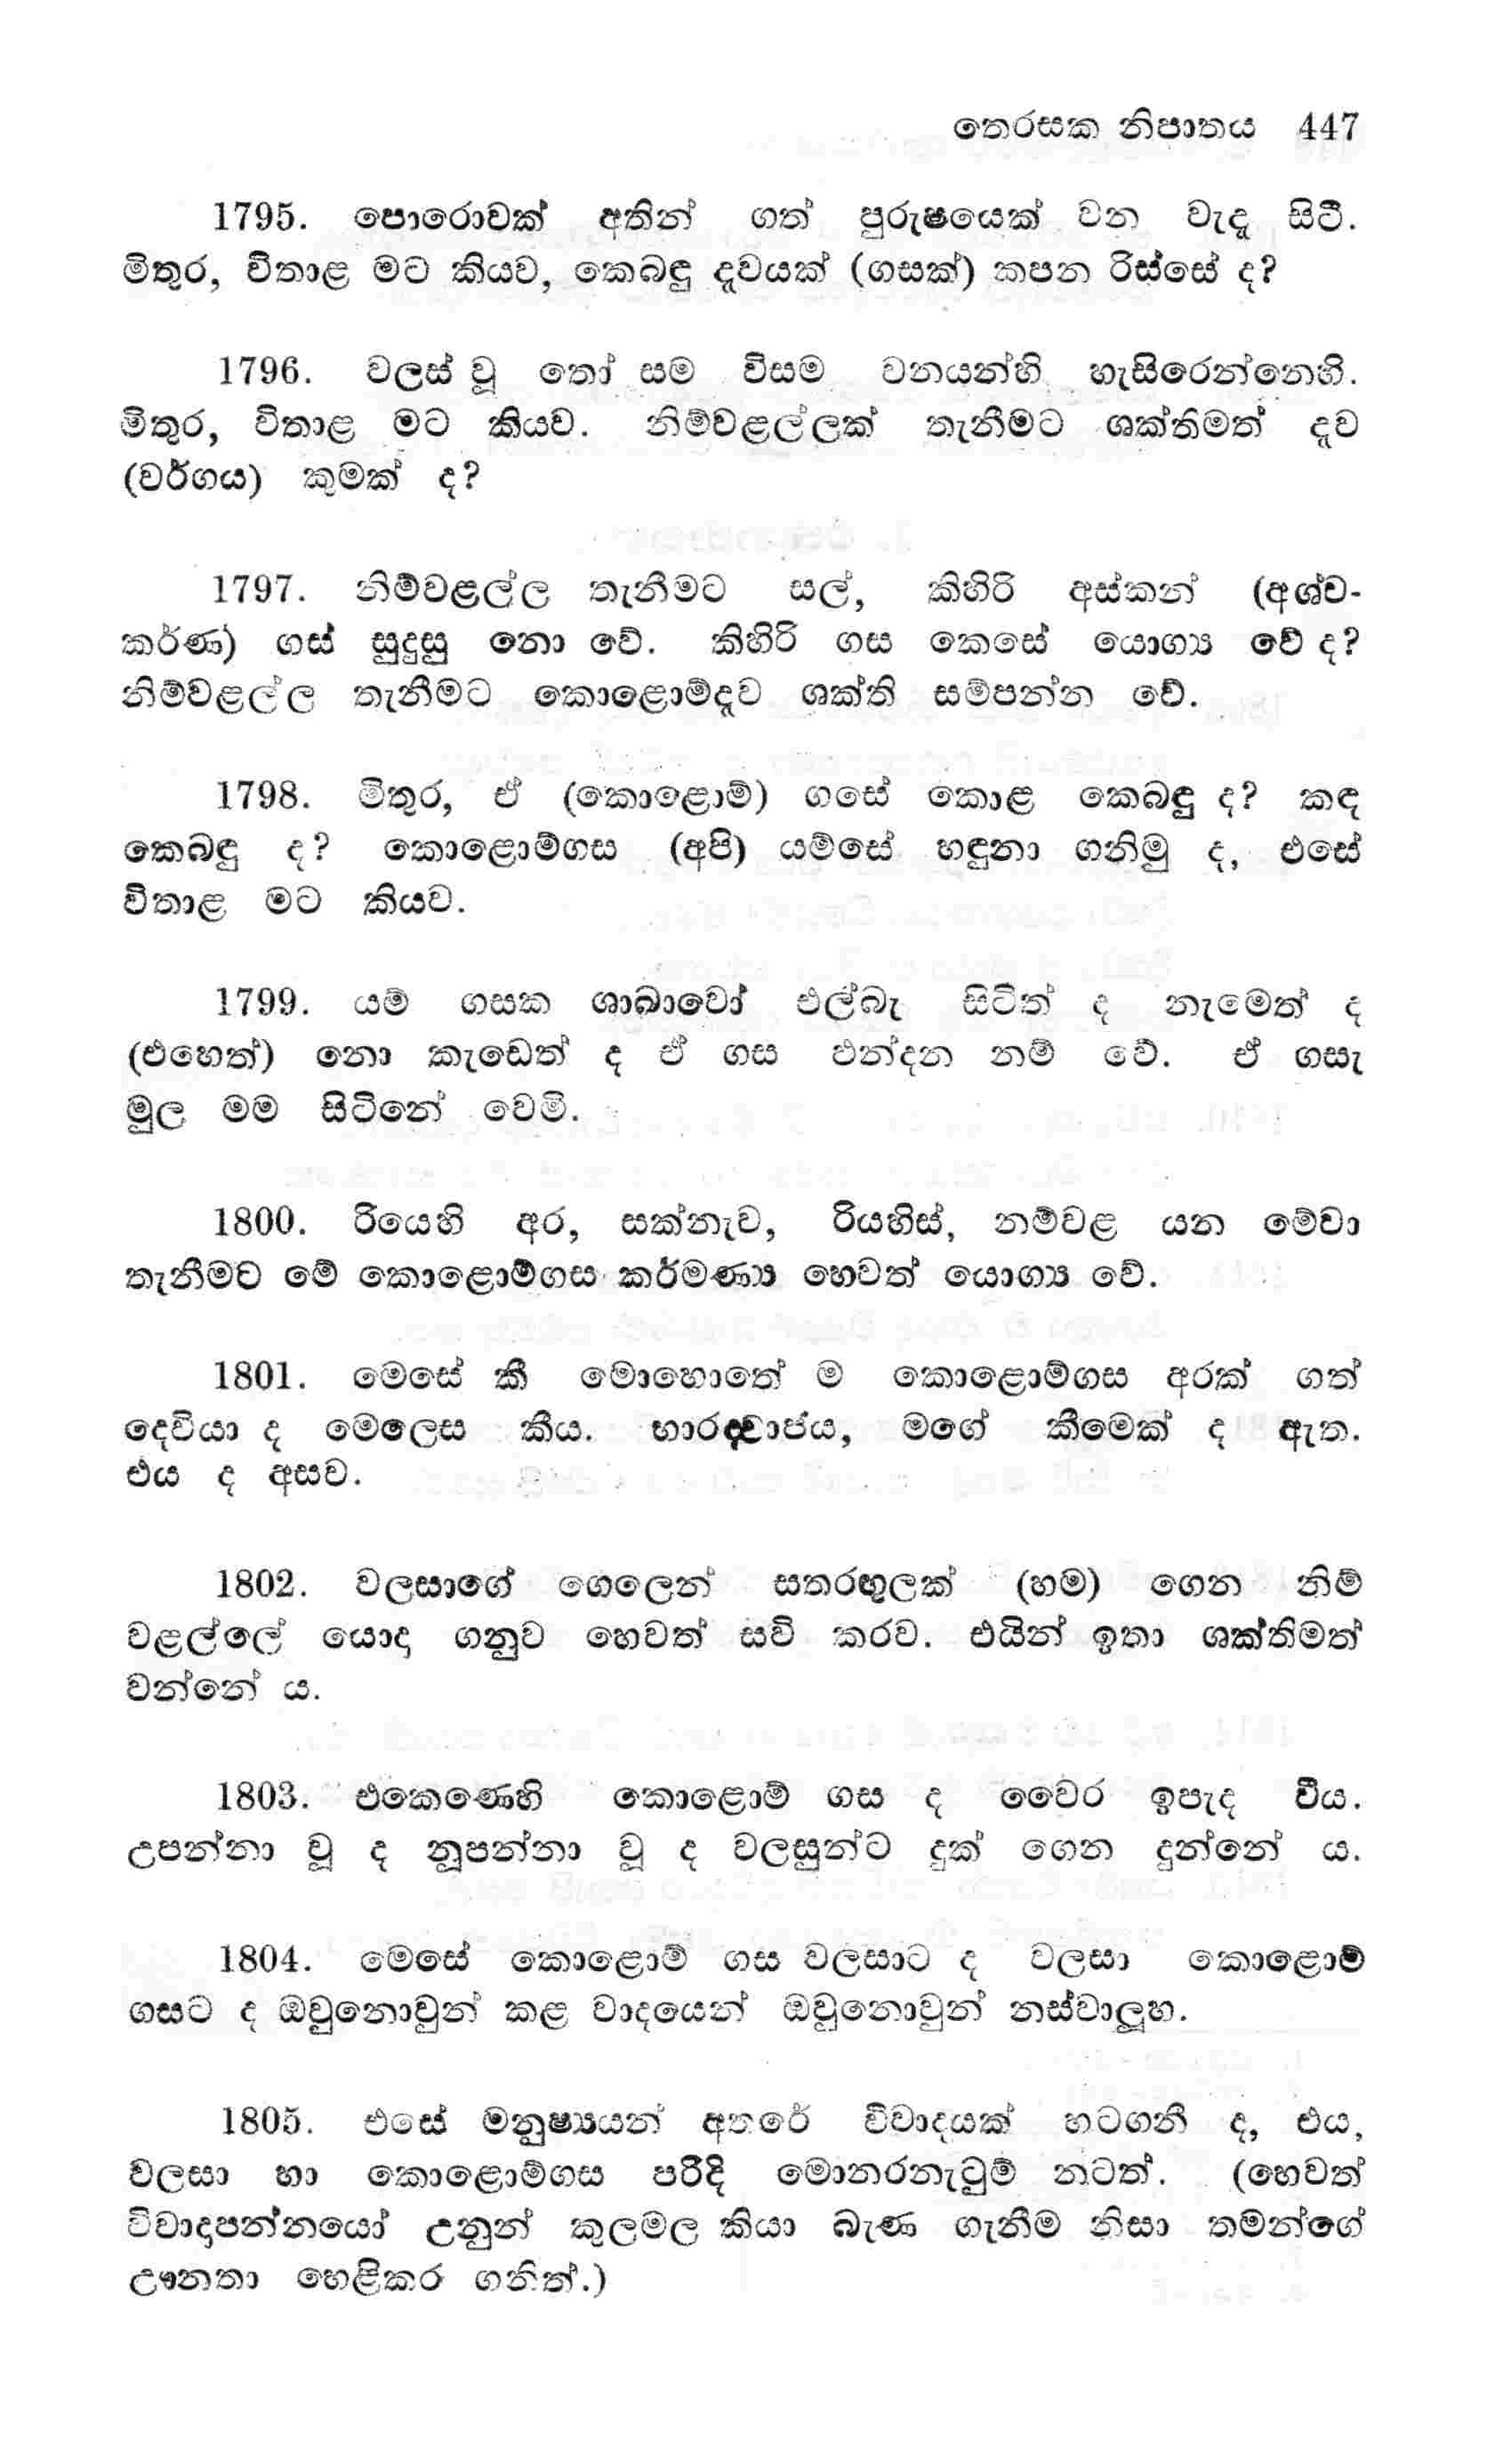 තෙරසක නිපාතය 447
1795. පොරොවක් අතින් ගත් පුරුෂයෙක් වන වැද සිටී.
මිතුර, විතාළ මට කියව, කෙබඳු දැවයක් (ගසක්) කපන රිස්සේ ද?
1796. වලස් වූ තෝ සම විසම වනයන්හි හැසිරෙන්නෙහි.
මිතුර, විතාළ මට කියව. නිම්වළල්ලක් තැනීමට ශක්තිමත් දැව
(වර්ගය) කුමක් ද?
1797. නිම්වළල්ල තැනීමට සල්, කිහිරි අස්කන් (අශ්ව-
කර්ණ) ගස් සුදුසු නො වේ. කිහිරි ගස කෙසේ යොග්‍ය වේ ද?
නිම්වළල්ල තැනීමට කොළොම්දැව ශක්ති සම්පන්න වේ.
1798. මිතුර, ඒ (කොළොම්) ගසේ කොළ කෙබඳු ද? කඳ
කෙබඳු ද? කොළොම්ගස (අපි) යම්සේ හඳුනා ගනිමු ද, එසේ
විතාළ මට කියව.
1799. යම් ගසක ශාඛාවෝ එල්බැ සිටිත් ද නැමෙත් ද
(එහෙත්) නො කැඩෙත් ද ඒ ගස ඵන්දන නම් වේ. ඒ ගසැ
මුල මම සිටිනේ වෙමි.
1800. රියෙහි අර, සක්නැව, රියහිස්, නම්වළ යන මේවා
තැනීමට මේ කොළොම්ගස කර්මණ්‍ය හෙවත් යොග්‍ය වේ.
1801. මෙසේ කී මොහොතේ ම කොළොම්ගස අරක් ගත්
දෙවියා ද මෙලෙස කීය. භාරද්වාජය, මගේ කීමෙක් ද ඇත.
එය ද අසව.
1802. වලසාගේ ගෙලෙන් සතරඟුලක් (හම) ගෙන නිම්
වළල්ලේ යොද ගනුව හෙවත් සවි කරව. එයින් ඉතා ශක්තිමත්
වන්නේ ය.
1803. එකෙණෙහි කොළොම් ගස ද වෛර ඉපැද වීය.
උපන්නා වූ ද නූපන්නා වූ ද වලසුන්ට දුක් ගෙන දුන්නේ ය.
1804. මෙසේ කොළොම් ගස වලසාට ද වලසා කොළොම්
ගසට ද ඔවුනොවුන් කළ වාදයෙන් ඔවුනොවුන් නස්වාලූහ.
1805. එසේ මනුෂ්‍යයන් අතරේ විවාදයක් හටගනී ද, එය,
වලසා හා කොළොම්ගස පරිදි මොනරනැටුම් නටත්. (හෙවත්
විවාදාපන්නයෝ උනුන් කුලමල කියා බැණ ගැනීම නිසා තමන්ගේ
ඌනතා හෙළිකර ගනිත්.)